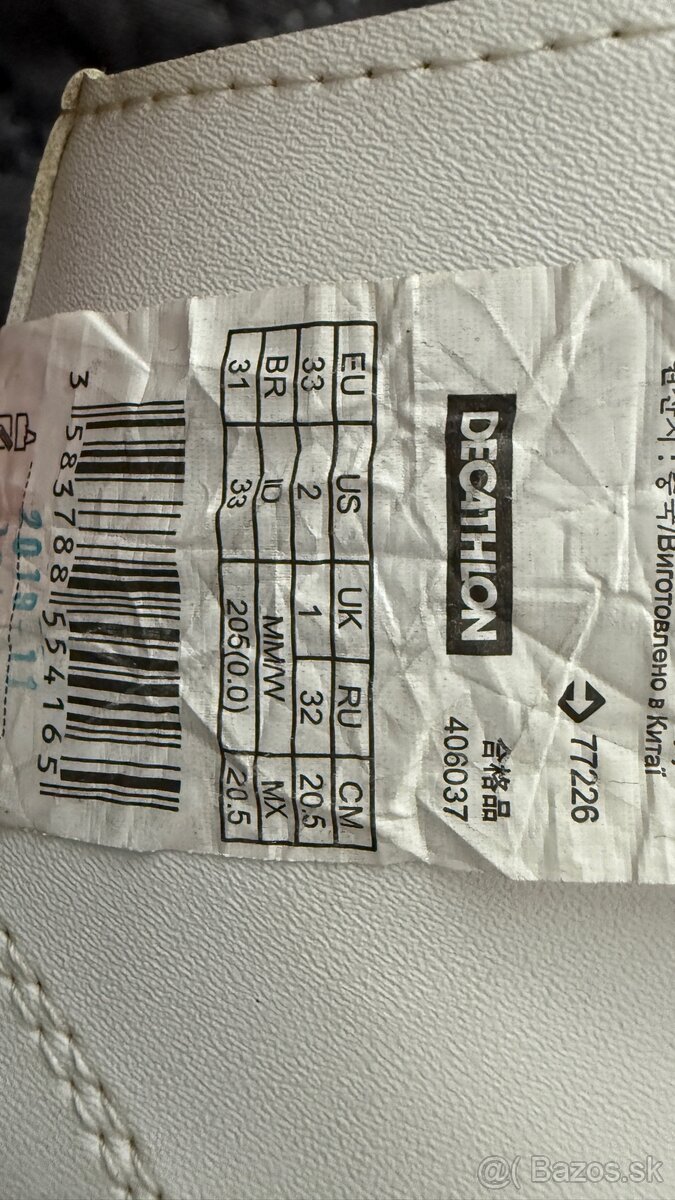 Виготовлено в Китаї
77226
DECATHLON
合格品
406037
EU US UK RU CM
33 2 1 32 20.5
BR ID MM/W MX
31 33 205(0.0) 20.5
3 583788 554165
2019 11
@( Bazos.sk